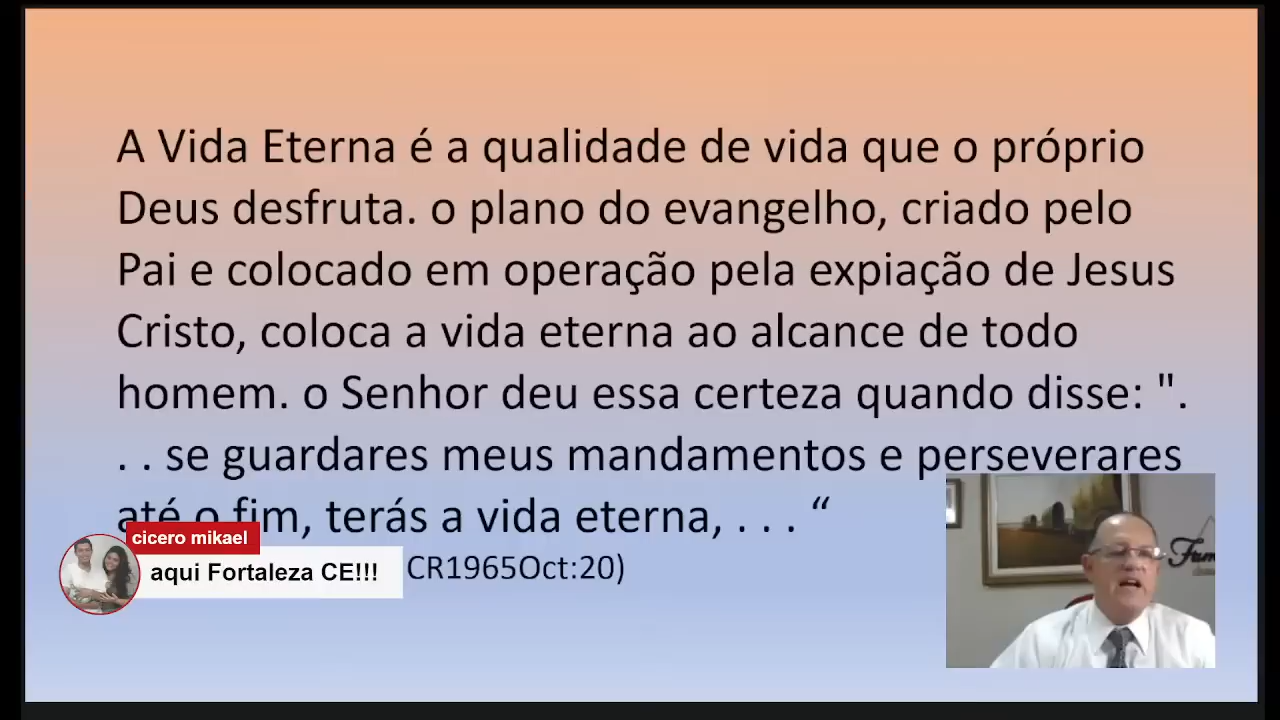 A Vida Eterna é a qualidade de vida que o próprio
Deus desfruta. o plano do evangelho, criado pelo
Pai e colocado em operação pela expiação de Jesus
Cristo, coloca a vida eterna ao alcance de todo
homem. o Senhor deu essa certeza quando disse: ".
. . se guardares meus mandamentos e perseverares
até o fim, terás a vida eterna, . . . “
cicero mikael
aqui Fortaleza CE!!!
CR1965Oct:20)